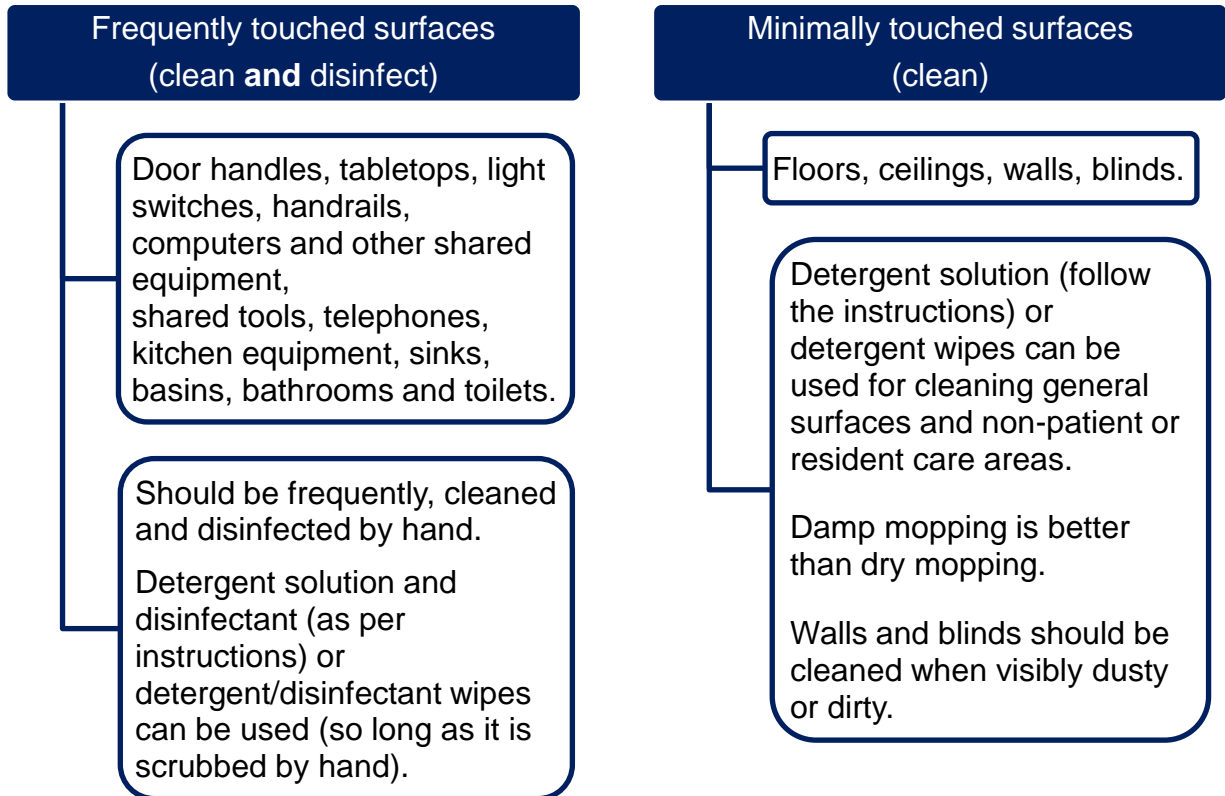 Frequently touched surfaces
(clean and disinfect)
Door handles, tabletops, light
switches, handrails,
computers and other shared
equipment,
shared tools, telephones,
kitchen equipment, sinks,
basins, bathrooms and toilets.
Should be frequently, cleaned
and disinfected by hand.
Detergent solution and
disinfectant (as per
instructions) or
detergent/disinfectant wipes
can be used (so long as it is
scrubbed by hand).
Minimally touched surfaces
(clean)
Floors, ceilings, walls, blinds.
Detergent solution (follow
the instructions) or
detergent wipes can be
used for cleaning general
surfaces and non-patient or
resident care areas.
Damp mopping is better
than dry mopping.
Walls and blinds should be
cleaned when visibly dusty
or dirty.